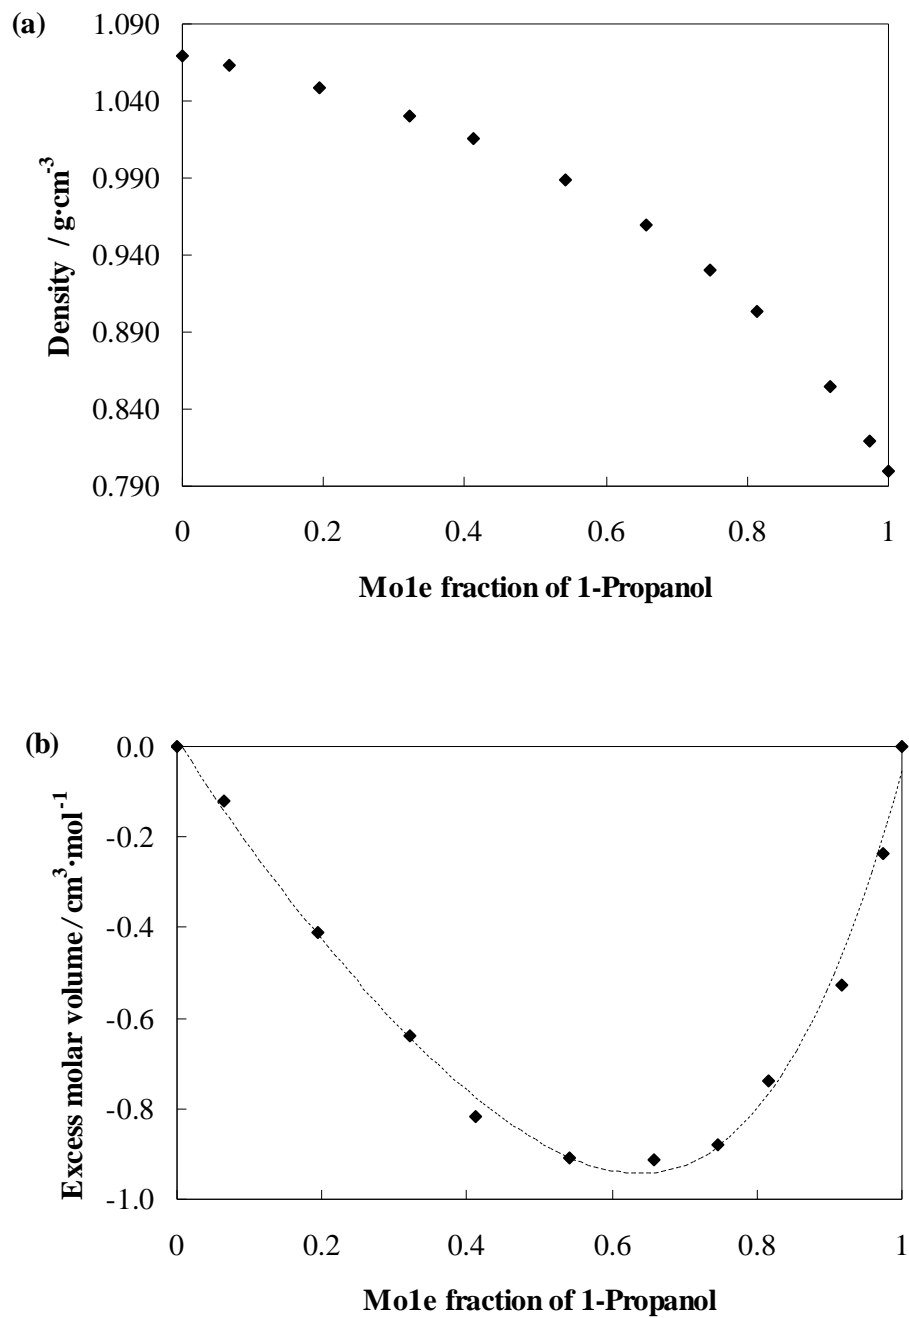 (a)
1.090
1.040
0.990
0.940
0.890
0.840
0.790
Density / g·cm-3
0 0.2 0.4 0.6 0.8 1
Mo1e fraction of 1-Propanol
(b)
0.0
-0.2
-0.4
-0.6
-0.8
-1.0
Excess molar volume/ cm3·mol-1
0 0.2 0.4 0.6 0.8 1
Mo1e fraction of 1-Propanol